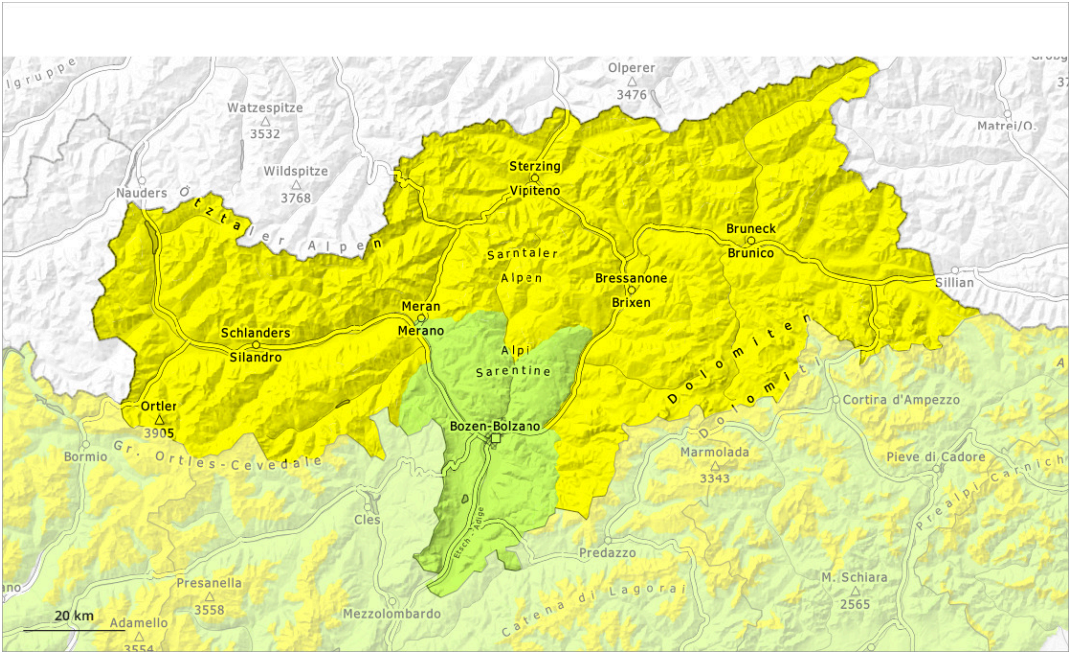 Olperer
3476
Watzespitze
3532
Matrei/O.
Wildspitze
3768
Nauders
Sterzing
Vipiteno
Ötztaler Alpen
Bruneck
Brunico
Sarntaler
Alpen
Bressanone
Brixen
Sillian
Meran
Merano
Schlanders
Silandro
Dolomiten
Alpi
Sarentine
Dolomiti
Ortler
3905
Cortira d'Ampezzo
Bozen-Bolzano
Gr. Ortles-Cevedale
Bormio
Marmolada
3343
Pieve di Cadore
Prealpi Carnich
Cles
Etsch - Adige
Predazzo
Presanella
3558
M. Schiara
2565
Catena di Lagorai
Mezzolombardo
20 km
Adamello
3554